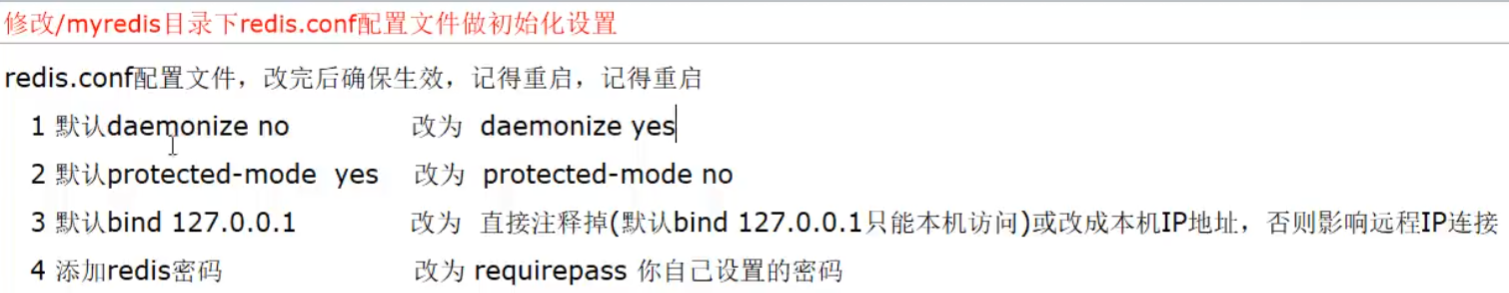 修改/myredis目录下redis.conf配置文件做初始化设置
redis.conf配置文件，改完后确保生效，记得重启，记得重启
1 默认daemonize no 改为 daemonize yes
2 默认protected-mode yes 改为 protected-mode no
3 默认bind 127.0.0.1 改为 直接注释掉(默认bind 127.0.0.1只能本机访问)或改成本机IP地址，否则影响远程IP连接
4 添加redis密码 改为 requirepass 你自己设置的密码